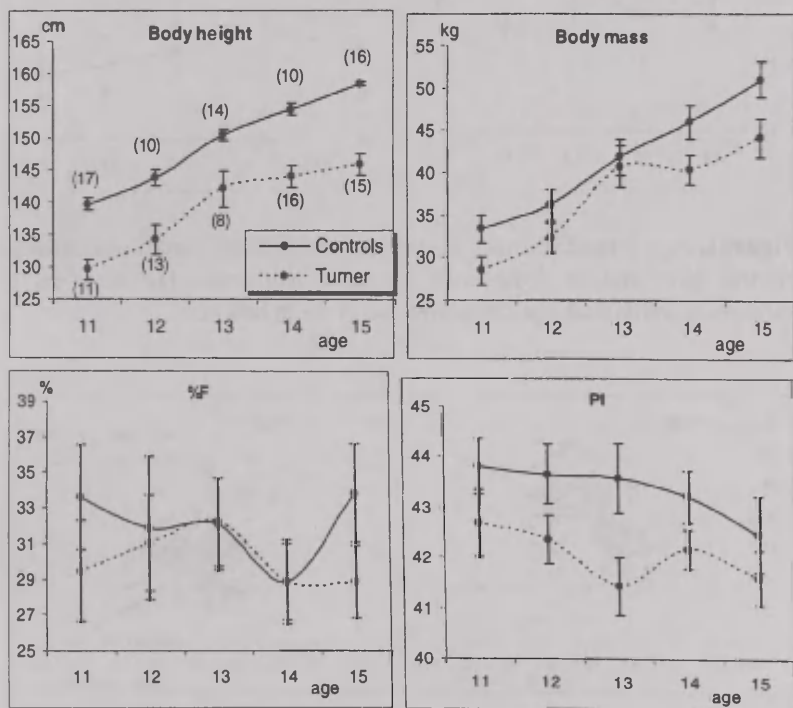 cm
Body height
165
160
155
150
145
140
135
130
125
(17)
(10)
(14)
(10)
(16)
(11)
(13)
(8)
(16)
(15)
Controls
Turner
11 12 13 14 15
age
kg
Body mass
55
50
45
40
35
30
25
11 12 13 14 15
age
%
%F
39
37
35
33
31
29
27
25
11 12 13 14 15
age
PI
45
44
43
42
41
40
11 12 13 14 15
age